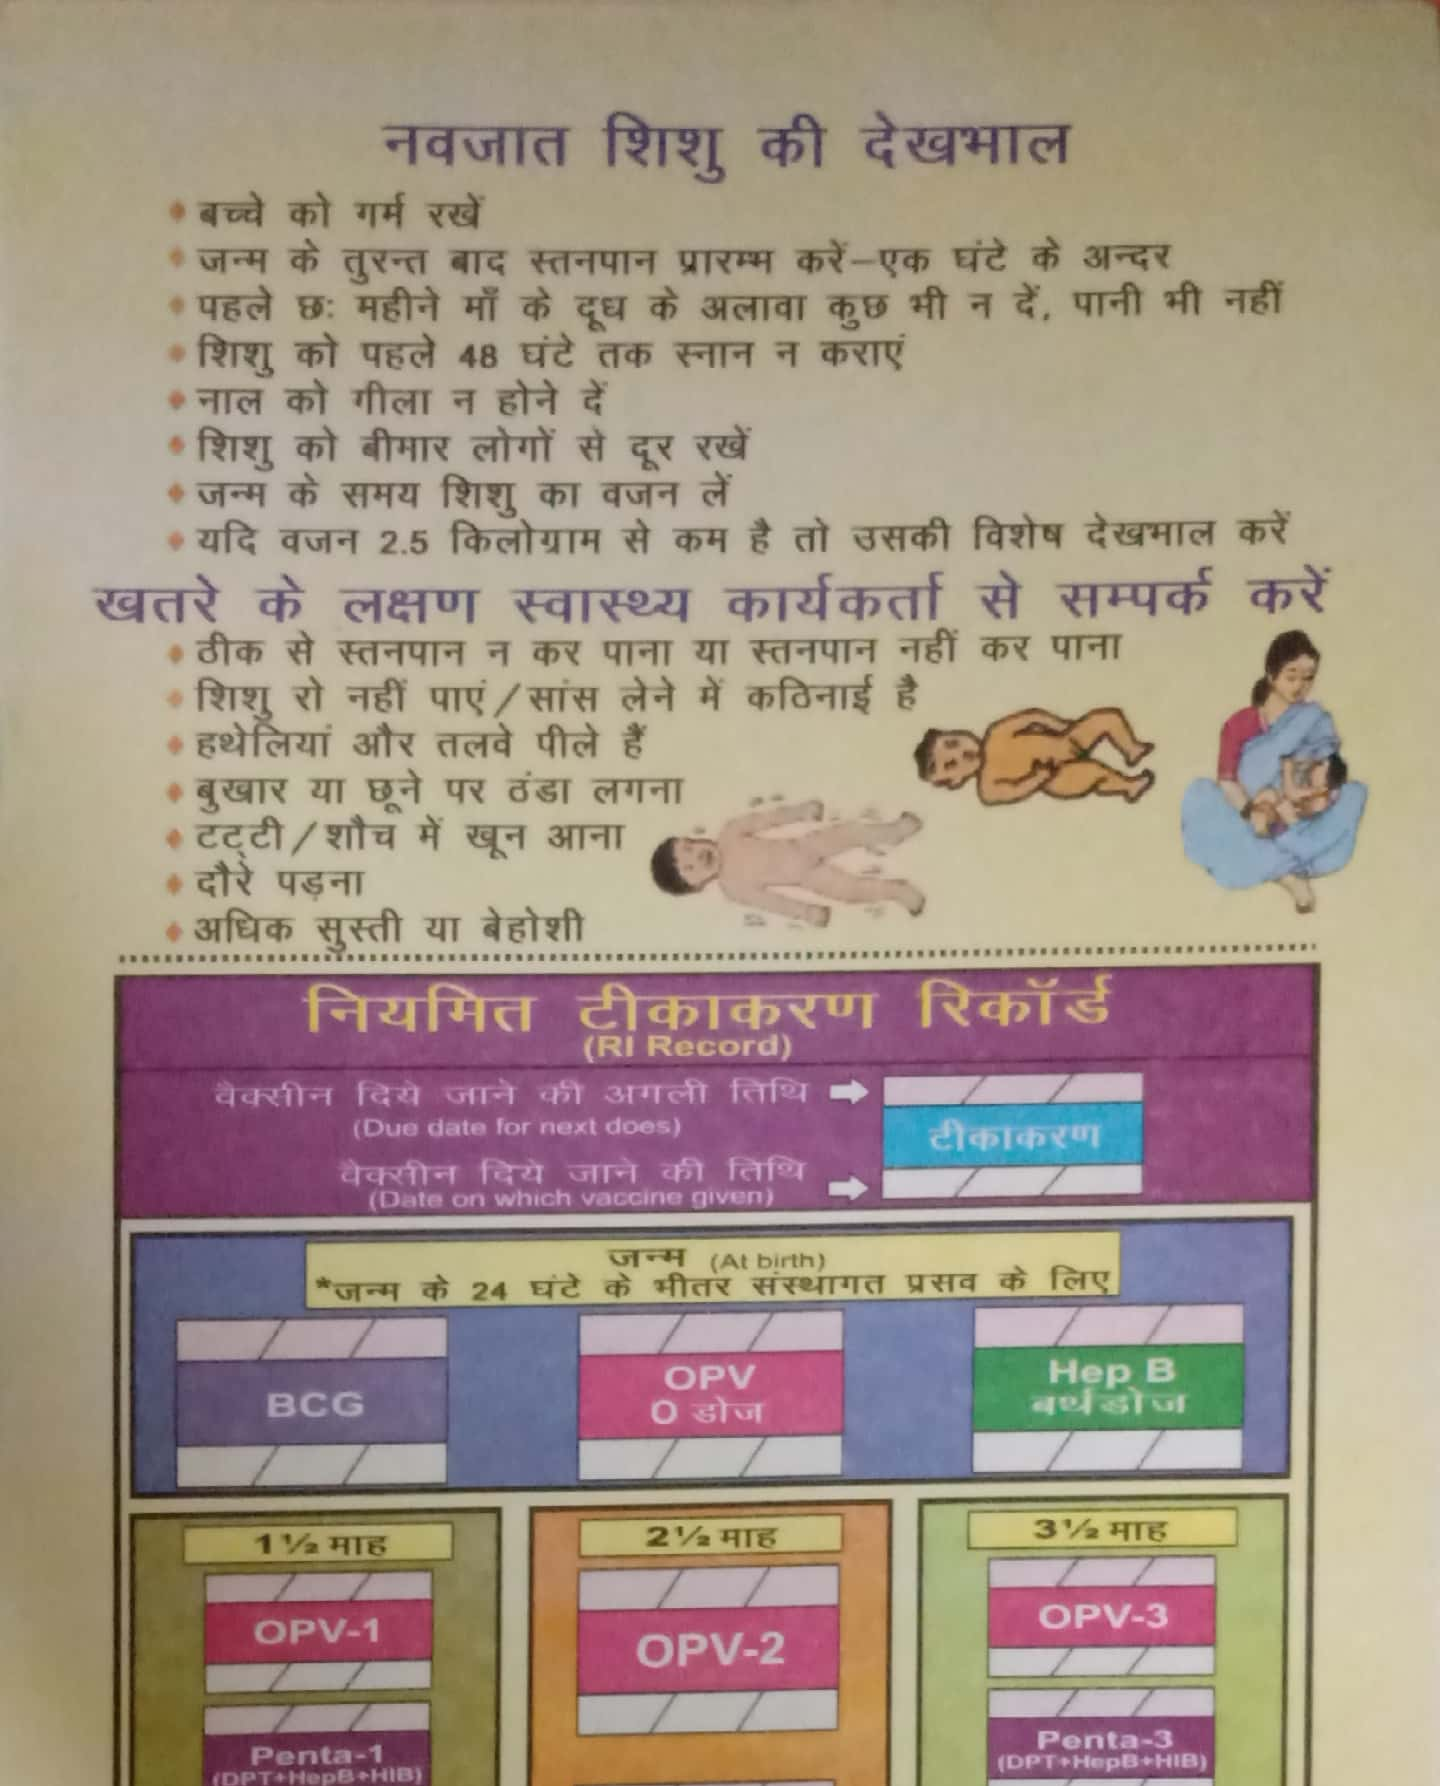 नवजात शिशु की देखभाल
बच्चे को गर्म रखें
जन्म के तुरन्त बाद स्तनपान प्रारम्भ करें–एक घंटे के अन्दर
पहले छः महीने माँ के दूध के अलावा कुछ भी न दें, पानी भी नहीं
शिशु को पहले 48 घंटे तक स्नान न कराएं
नाल को गीला न होने दें
शिशु को बीमार लोगों से दूर रखें
जन्म के समय शिशु का वजन लें
यदि वजन 2.5 किलोग्राम से कम है तो उसकी विशेष देखभाल करें
खतरे के लक्षण स्वास्थ्य कार्यकर्ता से सम्पर्क करें
ठीक से स्तनपान न कर पाना या स्तनपान नहीं कर पाना
शिशु रो नहीं पाएं/सांस लेने में कठिनाई है
हथेलियां और तलवे पीले हैं
बुखार या छूने पर ठंडा लगना
टट्टी/शौच में खून आना
दौरे पड़ना
अधिक सुस्ती या बेहोशी
नियमित टीकाकरण रिकॉर्ड
(RI Record)
वैक्सीन दिये जाने की अगली तिथि
(Due date for next does)
टीकाकरण
वैक्सीन दिये जाने की तिथि
(Date on which vaccine given)
जन्म (At birth)
*जन्म के 24 घंटे के भीतर संस्थागत प्रसव के लिए
BCG
OPV
0 डोज
Hep B
बर्थडोज
1½ माह
2½ माह
3½ माह
OPV-1
OPV-2
OPV-3
Penta-1
(DPT+HepB+HIB)
Penta-3
(DPT+HepB+HIB)